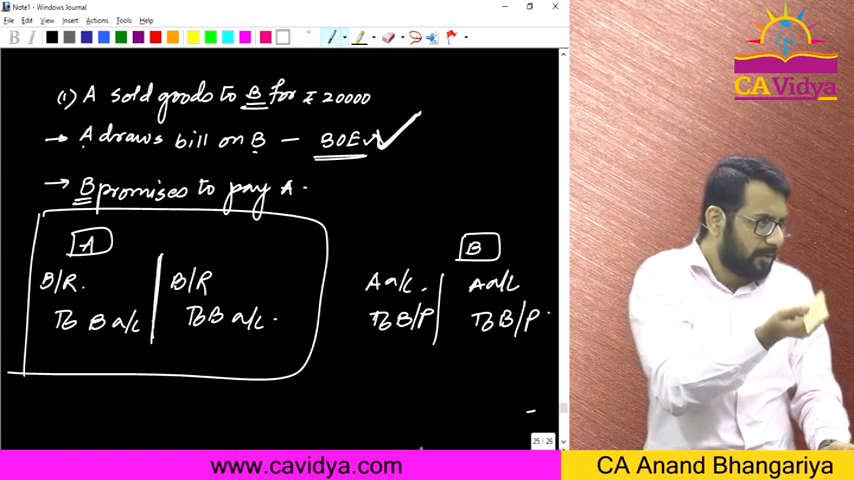 Note1 - Windows Journal
File Edit View Insert Actions Tools Help
(1) A sold goods to B for ₹ 20000
→ A draws bill on B — BOE
→ B promises to pay A.
A
B
B/R.
B/R
A a/c.
A a/c
To B a/c
To B a/c.
To B/P
To B/P.
25 / 26
CA Vidya
www.cavidya.com
CA Anand Bhangariya